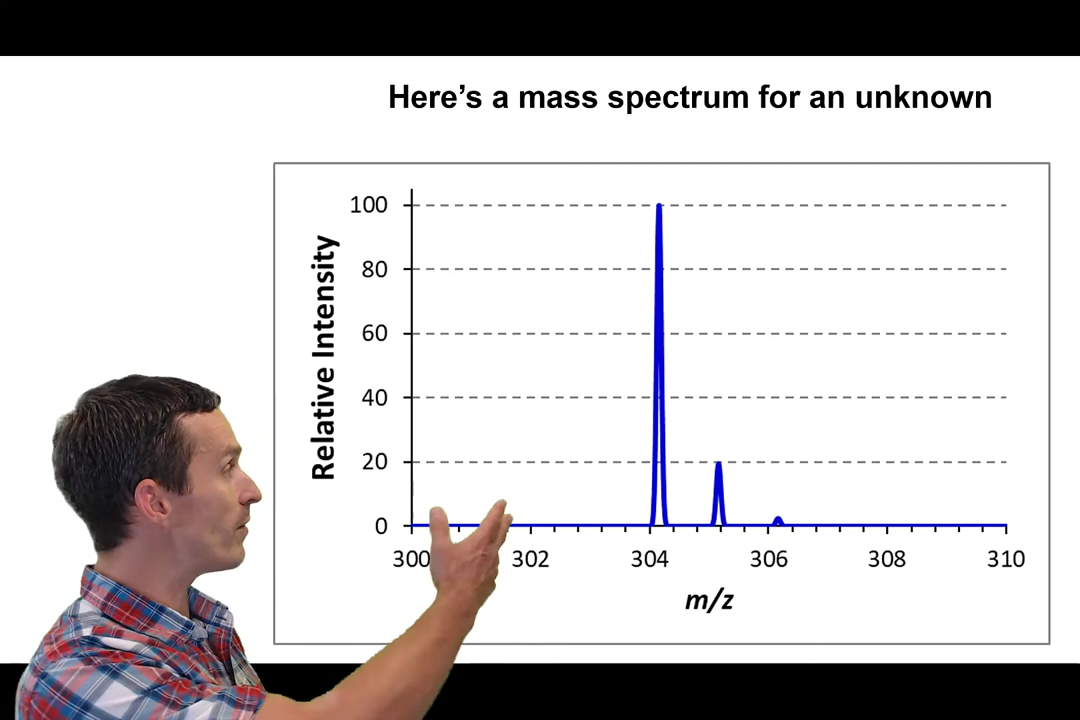 Here’s a mass spectrum for an unknown
Relative Intensity
100
80
60
40
20
0
300 302 304 306 308 310
m/z